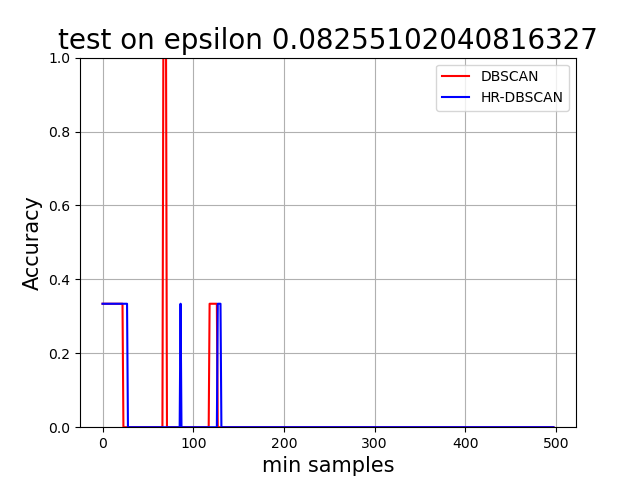 test on epsilon 0.08255102040816327
DBSCAN
HR-DBSCAN
Accuracy
1.0
0.8
0.6
0.4
0.2
0.0
0 100 200 300 400 500
min samples